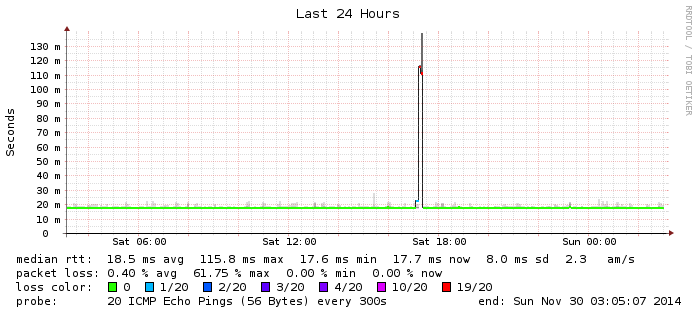 Last 24 Hours
RRDTOOL / TOBI OETIKER
Seconds
130 m
120 m
110 m
100 m
90 m
80 m
70 m
60 m
50 m
40 m
30 m
20 m
10 m
0
Sat 06:00 Sat 12:00 Sat 18:00 Sun 00:00
median rtt: 18.5 ms avg 115.8 ms max 17.6 ms min 17.7 ms now 8.0 ms sd 2.3 am/s
packet loss: 0.40 % avg 61.75 % max 0.00 % min 0.00 % now
loss color: 0 1/20 2/20 3/20 4/20 10/20 19/20
probe: 20 ICMP Echo Pings (56 Bytes) every 300s end: Sun Nov 30 03:05:07 2014